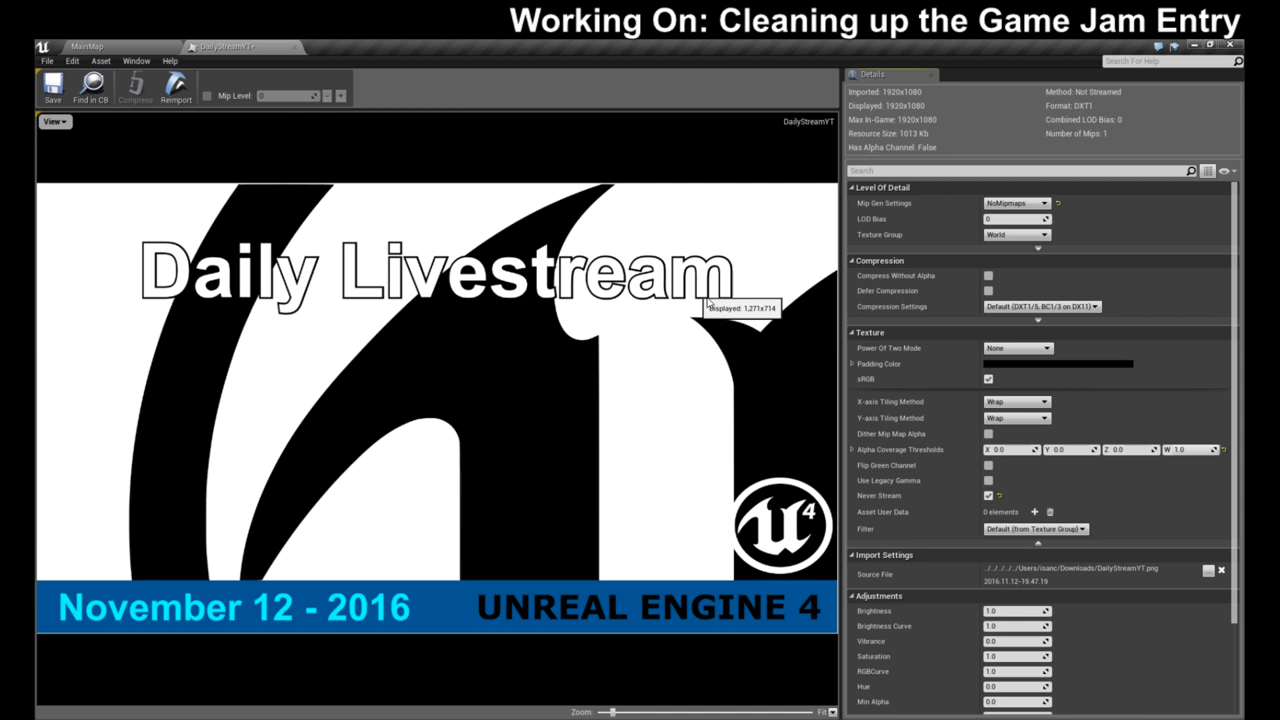 Working On: Cleaning up the Game Jam Entry
MainMap
DailyStreamYT*
File Edit Asset Window Help
Search For Help
Save
Find in CB
Compress
Reimport
Mip Level: 0
- +
View
DailyStreamYT
Daily Livestream
Displayed: 1,271x714
4
November 12 - 2016
UNREAL ENGINE 4
Zoom:
Fit
Details
Imported: 1920x1080
Method: Not Streamed
Displayed: 1920x1080
Format: DXT1
Max In-Game: 1920x1080
Combined LOD Bias: 0
Resource Size: 1013 Kb
Number of Mips: 1
Has Alpha Channel: False
Search
Level Of Detail
Mip Gen Settings NoMipmaps
LOD Bias 0
Texture Group World
Compression
Compress Without Alpha
Defer Compression
Compression Settings Default (DXT1/5, BC1/3 on DX11)
Texture
Power Of Two Mode None
Padding Color
sRGB
X-axis Tiling Method Wrap
Y-axis Tiling Method Wrap
Dither Mip Map Alpha
Alpha Coverage Thresholds X 0.0 Y 0.0 Z 0.0 W 1.0
Flip Green Channel
Use Legacy Gamma
Never Stream
Asset User Data 0 elements
Filter Default (from Texture Group)
Import Settings
Source File ../../../../../Users/isanc/Downloads/DailyStreamYT.png
2016.11.12-19.47.19
Adjustments
Brightness 1.0
Brightness Curve 1.0
Vibrance 0.0
Saturation 1.0
RGBCurve 1.0
Hue 0.0
Min Alpha 0.0